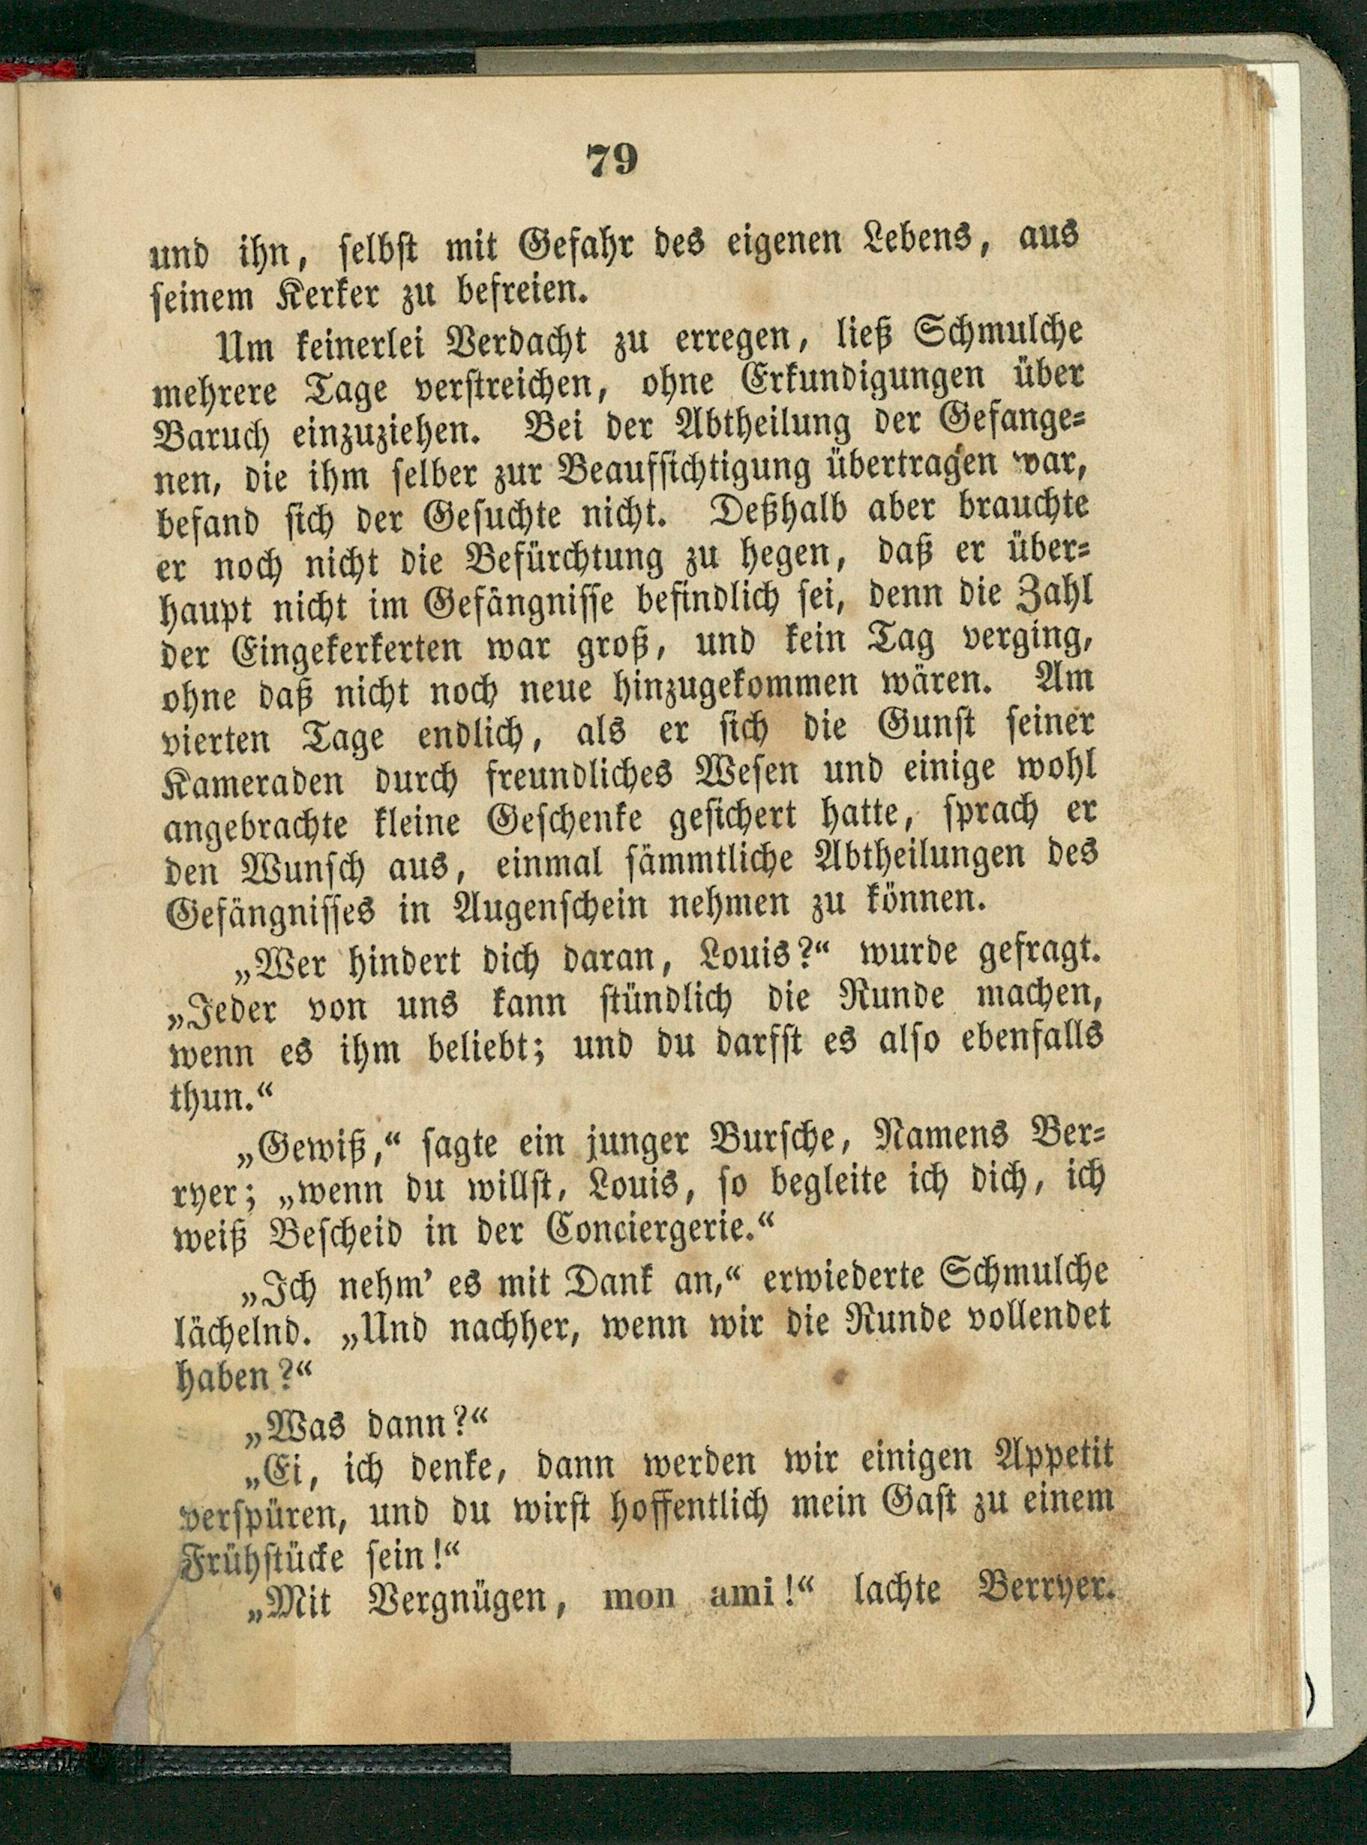 79
und ihn, selbst mit Gefahr des eigenen Lebens, aus
seinem Kerker zu befreien.
Um keinerlei Verdacht zu erregen, ließ Schmulche
mehrere Tage verstreichen, ohne Erkundigungen über
Baruch einzuziehen. Bei der Abtheilung der Gefange-
nen, die ihm selber zur Beaufsichtigung übertragen war,
befand sich der Gesuchte nicht. Deßhalb aber brauchte
er noch nicht die Befürchtung zu hegen, daß er über-
haupt nicht im Gefängnisse befindlich sei, denn die Zahl
der Eingekerkerten war groß, und kein Tag verging,
ohne daß nicht noch neue hinzugekommen wären. Am
vierten Tage endlich, als er sich die Gunst seiner
Kameraden durch freundliches Wesen und einige wohl
angebrachte kleine Geschenke gesichert hatte, sprach er
den Wunsch aus, einmal sämmtliche Abtheilungen des
Gefängnisses in Augenschein nehmen zu können.
„Wer hindert dich daran, Louis?“ wurde gefragt.
„Jeder von uns kann stündlich die Runde machen,
wenn es ihm beliebt; und du darfst es also ebenfalls
thun.“
„Gewiß,“ sagte ein junger Bursche, Namens Ber-
ryer; „wenn du willst, Louis, so begleite ich dich, ich
weiß Bescheid in der Conciergerie.“
„Ich nehm’ es mit Dank an,“ erwiederte Schmulche
lächelnd. „Und nachher, wenn wir die Runde vollendet
haben?“
„Was dann?“
„Ei, ich denke, dann werden wir einigen Appetit
verspüren, und du wirst hoffentlich mein Gast zu einem
Frühstücke sein!“
„Mit Vergnügen, mon ami!“ lachte Berryer.